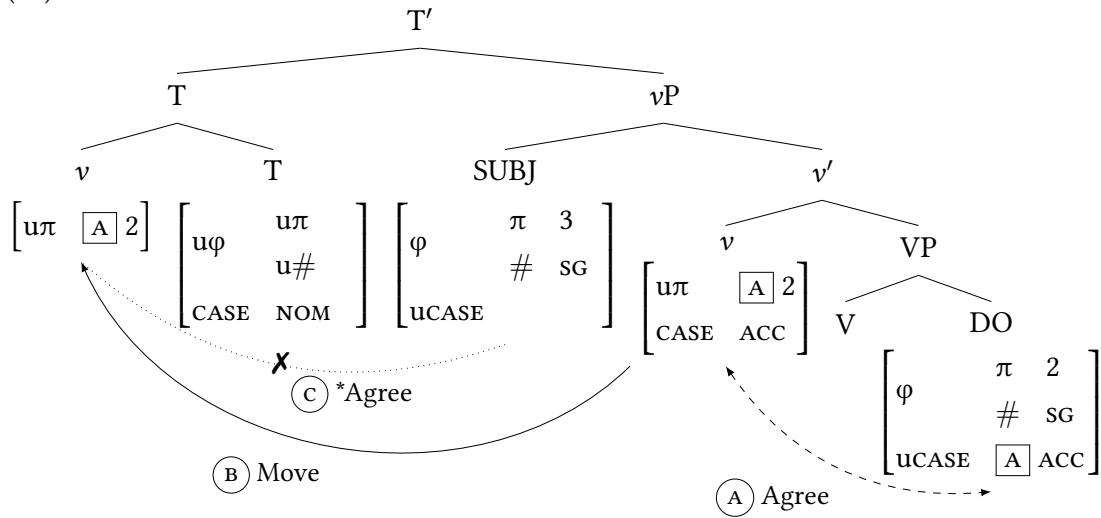 T′
T vP
v T SUBJ v′
[uπ A 2] uφ uπ u# φ π 3 # SG v VP
CASE NOM uCASE uπ A 2 V DO
CASE ACC
✗ φ π 2
C *Agree # SG
uCASE A ACC
B Move
A Agree